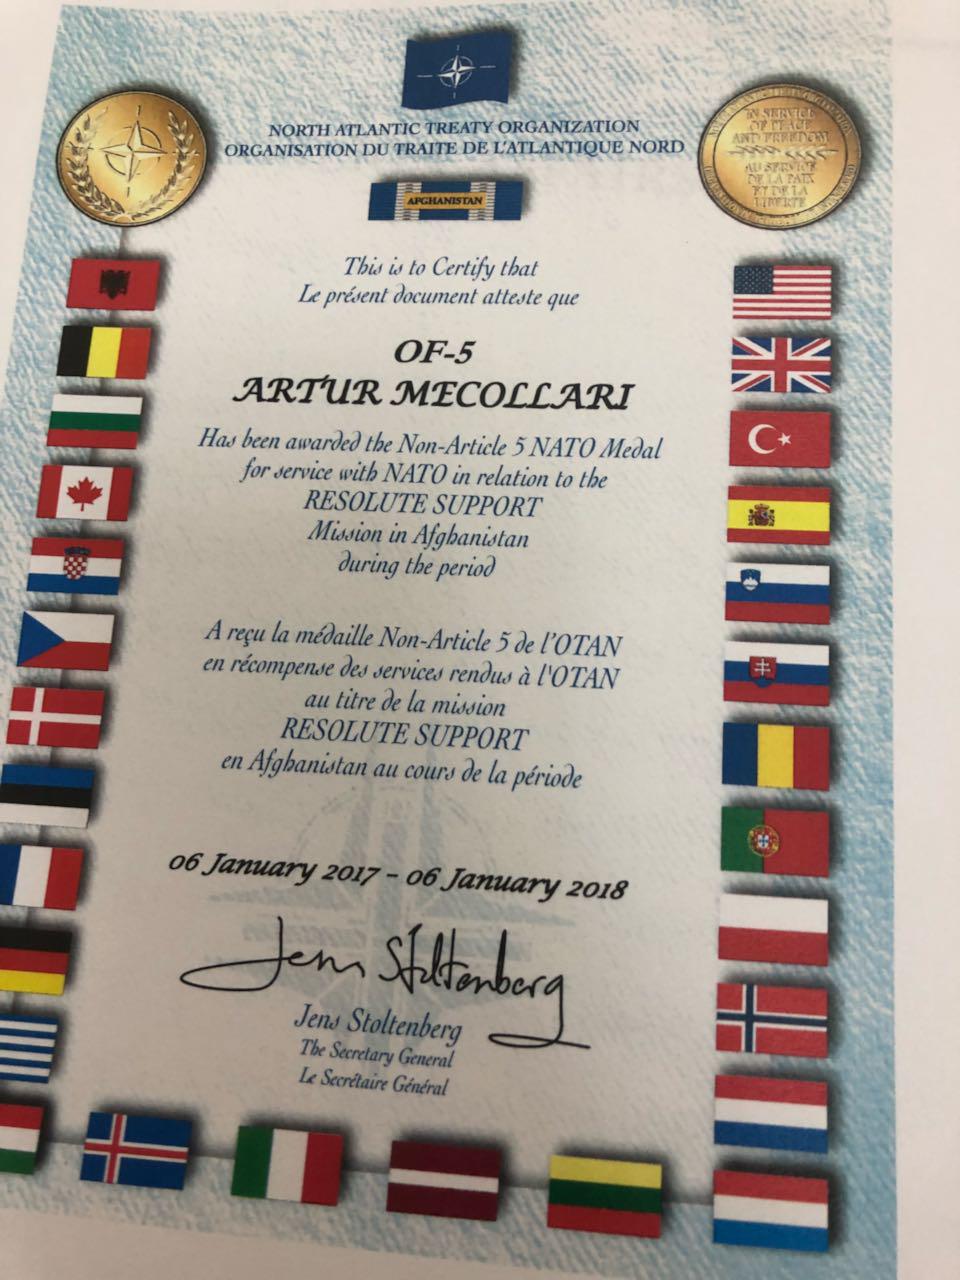 NORTH ATLANTIC TREATY ORGANIZATION
ORGANISATION DU TRAITE DE L'ATLANTIQUE NORD
IN SERVICE
OF PEACE
AND FREEDOM
AU SERVICE
DE LA PAIX
ET DE LA
LIBERTE
AFGHANISTAN
This is to Certify that
Le présent document atteste que
OF-5
ARTUR MECOLLARI
Has been awarded the Non-Article 5 NATO Medal
for service with NATO in relation to the
RESOLUTE SUPPORT
Mission in Afghanistan
during the period
A reçu la médaille Non-Article 5 de l'OTAN
en récompense des services rendus à l'OTAN
au titre de la mission
RESOLUTE SUPPORT
en Afghanistan au cours de la période
06 January 2017 - 06 January 2018
Jens Stoltenberg
Jens Stoltenberg
The Secretary General
Le Secrétaire Général